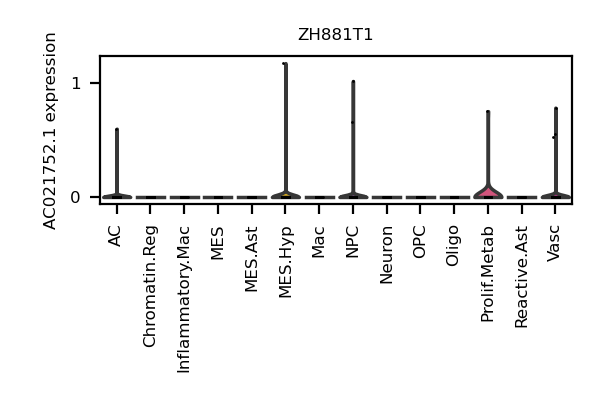 ZH881T1
AC021752.1 expression
1
0
AC
Chromatin.Reg
Inflammatory.Mac
MES
MES.Ast
MES.Hyp
Mac
NPC
Neuron
OPC
Oligo
Prolif.Metab
Reactive.Ast
Vasc